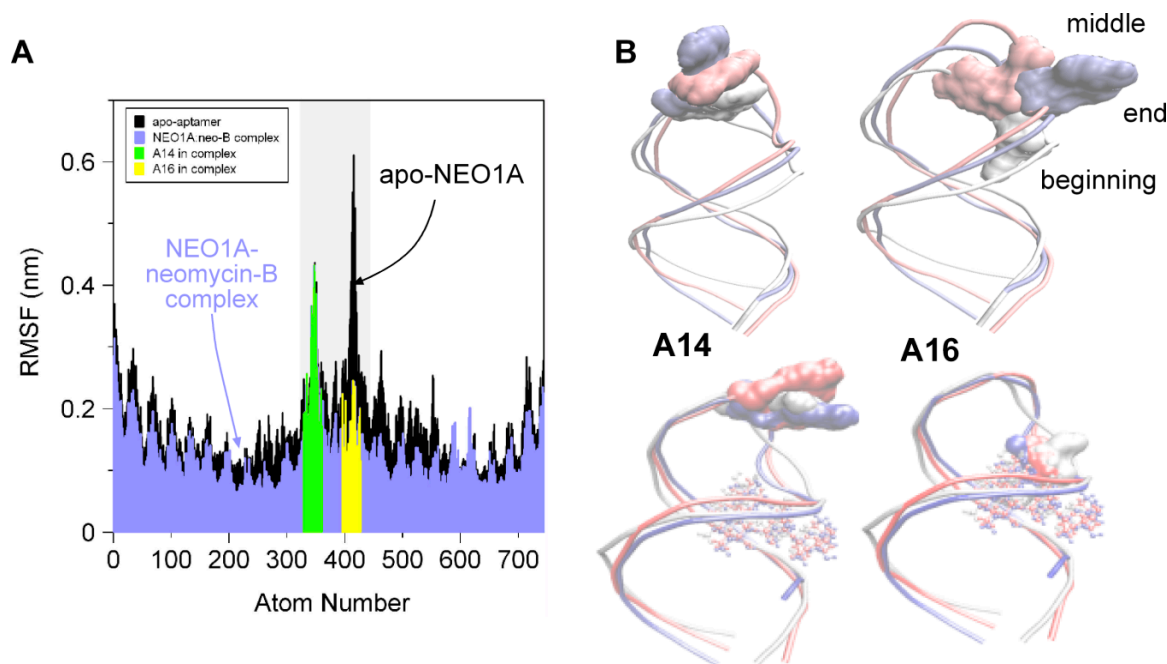 A
apo-aptamer
NEO1A:neo-B complex
A14 in complex
A16 in complex
apo-NEO1A
NEO1A-
neomycin-B
complex
RMSF (nm)
0.6
0.4
0.2
0
0 100 200 300 400 500 600 700
Atom Number
B
middle
end
beginning
A14
A16